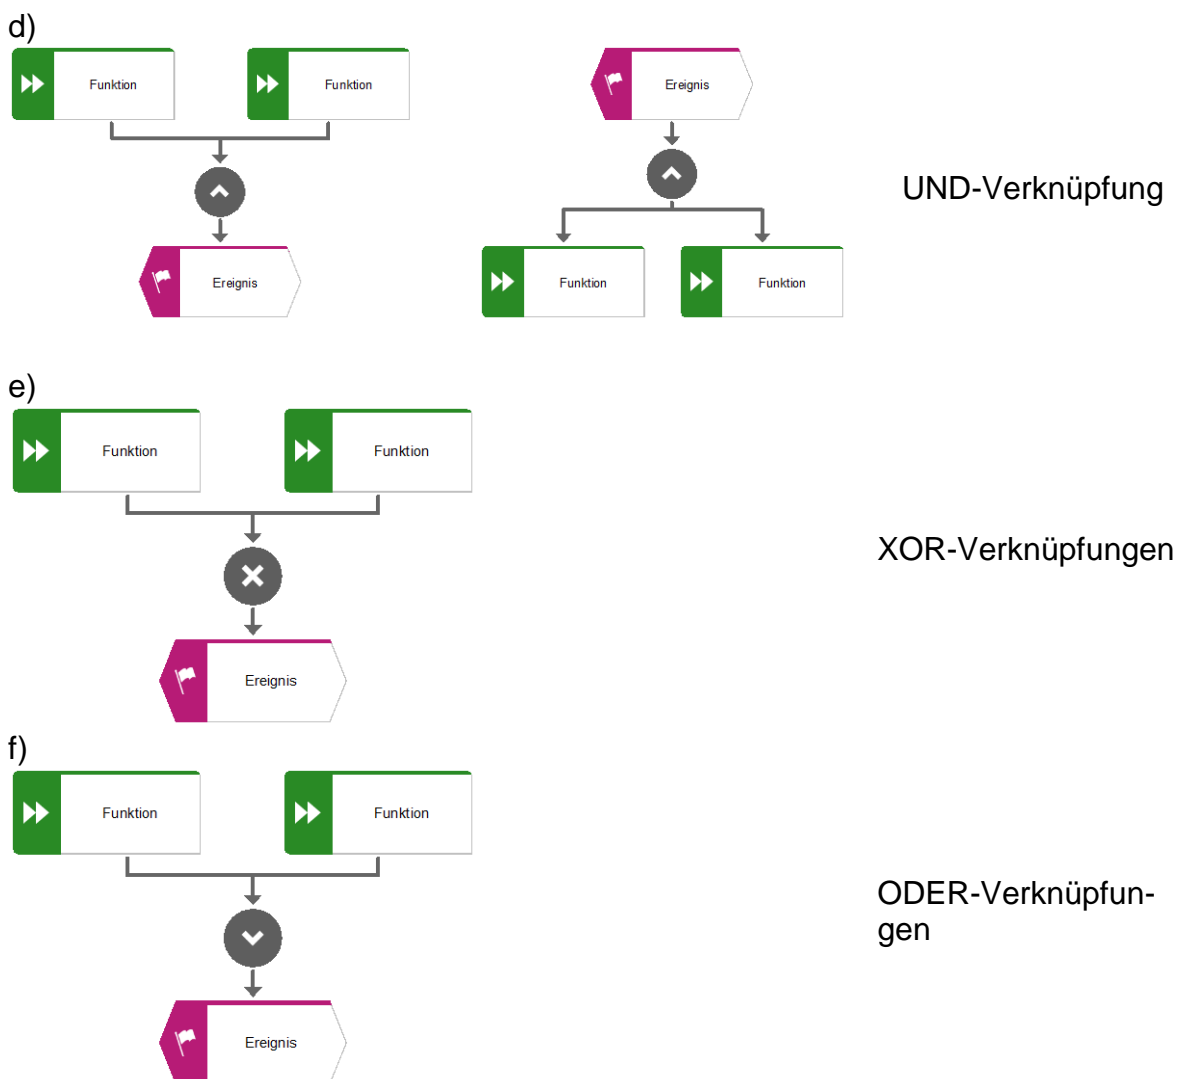 d)
Funktion
Funktion
Ereignis
UND-Verknüpfung
Ereignis
Funktion
Funktion
e)
Funktion
Funktion
XOR-Verknüpfungen
Ereignis
f)
Funktion
Funktion
ODER-Verknüpfun-
gen
Ereignis